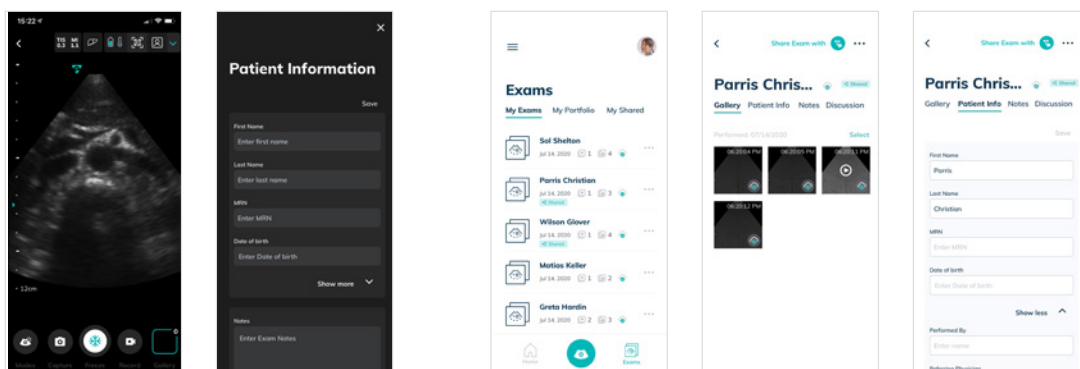 15:22
TIS MI
0.3 1.1
12cm
Modes Capture Freeze Record Gallery
Patient Information
Save
First Name
Enter first name
Last Name
Enter last name
MRN
Enter MRN
Date of birth
Enter Date of birth
Show more
Notes
Enter Exam Notes
Exams
My Exams My Portfolio My Shared
Sol Shelton
Jul 14, 2020 1 4
Parris Christian
Jul 14, 2020 1 3
Shared
Wilson Glover
Jul 14, 2020 1 4
Shared
Matias Keller
Jul 14, 2020 1 2
Greta Hardin
Jul 14, 2020 2 3
Home Exams
Share Exam with
Parris Chris... Shared
Gallery Patient Info Notes Discussion
Performed: 07/14/2020 Select
06:20:04 PM 06:20:05 PM 06:20:11 PM
06:20:12 PM
Share Exam with
Parris Chris... Shared
Gallery Patient Info Notes Discussion
Save
First Name
Parris
Last Name
Christian
MRN
Enter MRN
Date of birth
Enter Date of birth
Show less
Performed By
Enter name
Referring Physician